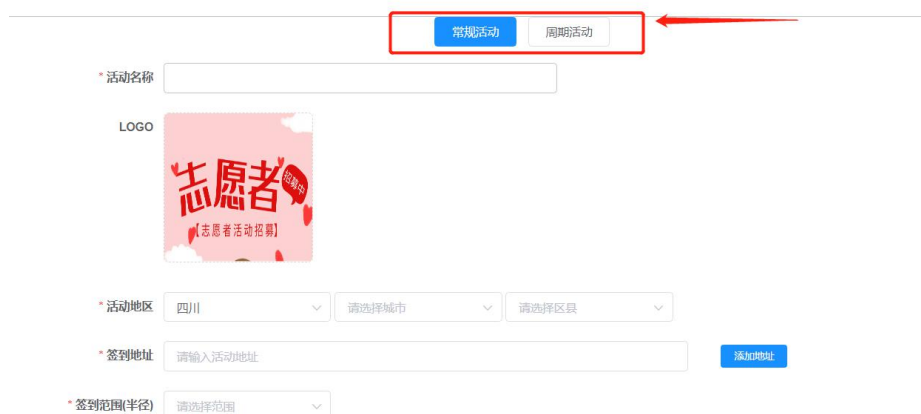 常规活动 周期活动
* 活动名称
LOGO
志愿者
招募中
【志愿者活动招募】
* 活动地区 四川 请选择城市 请选择区县
* 签到地址 请输入活动地址 添加地址
* 签到范围(半径) 请选择范围